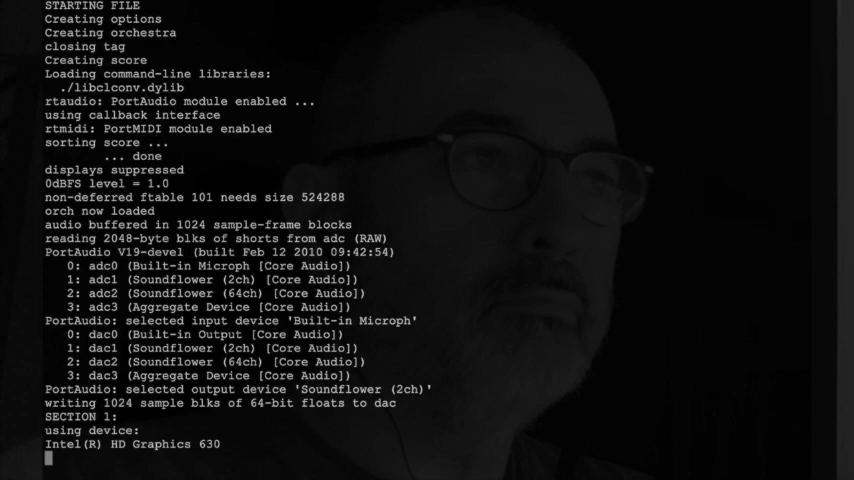 STARTING FILE
Creating options
Creating orchestra
closing tag
Creating score
Loading command-line libraries:
  ./libclconv.dylib
rtaudio: PortAudio module enabled ...
using callback interface
rtmidi: PortMIDI module enabled
sorting score ...
        ... done
displays suppressed
0dBFS level = 1.0
non-deferred ftable 101 needs size 524288
orch now loaded
audio buffered in 1024 sample-frame blocks
reading 2048-byte blks of shorts from adc (RAW)
PortAudio V19-devel (built Feb 12 2010 09:42:54)
   0: adc0 (Built-in Microph [Core Audio])
   1: adc1 (Soundflower (2ch) [Core Audio])
   2: adc2 (Soundflower (64ch) [Core Audio])
   3: adc3 (Aggregate Device [Core Audio])
PortAudio: selected input device 'Built-in Microph'
   0: dac0 (Built-in Output [Core Audio])
   1: dac1 (Soundflower (2ch) [Core Audio])
   2: dac2 (Soundflower (64ch) [Core Audio])
   3: dac3 (Aggregate Device [Core Audio])
PortAudio: selected output device 'Soundflower (2ch)'
writing 1024 sample blks of 64-bit floats to dac
SECTION 1:
using device:
Intel(R) HD Graphics 630